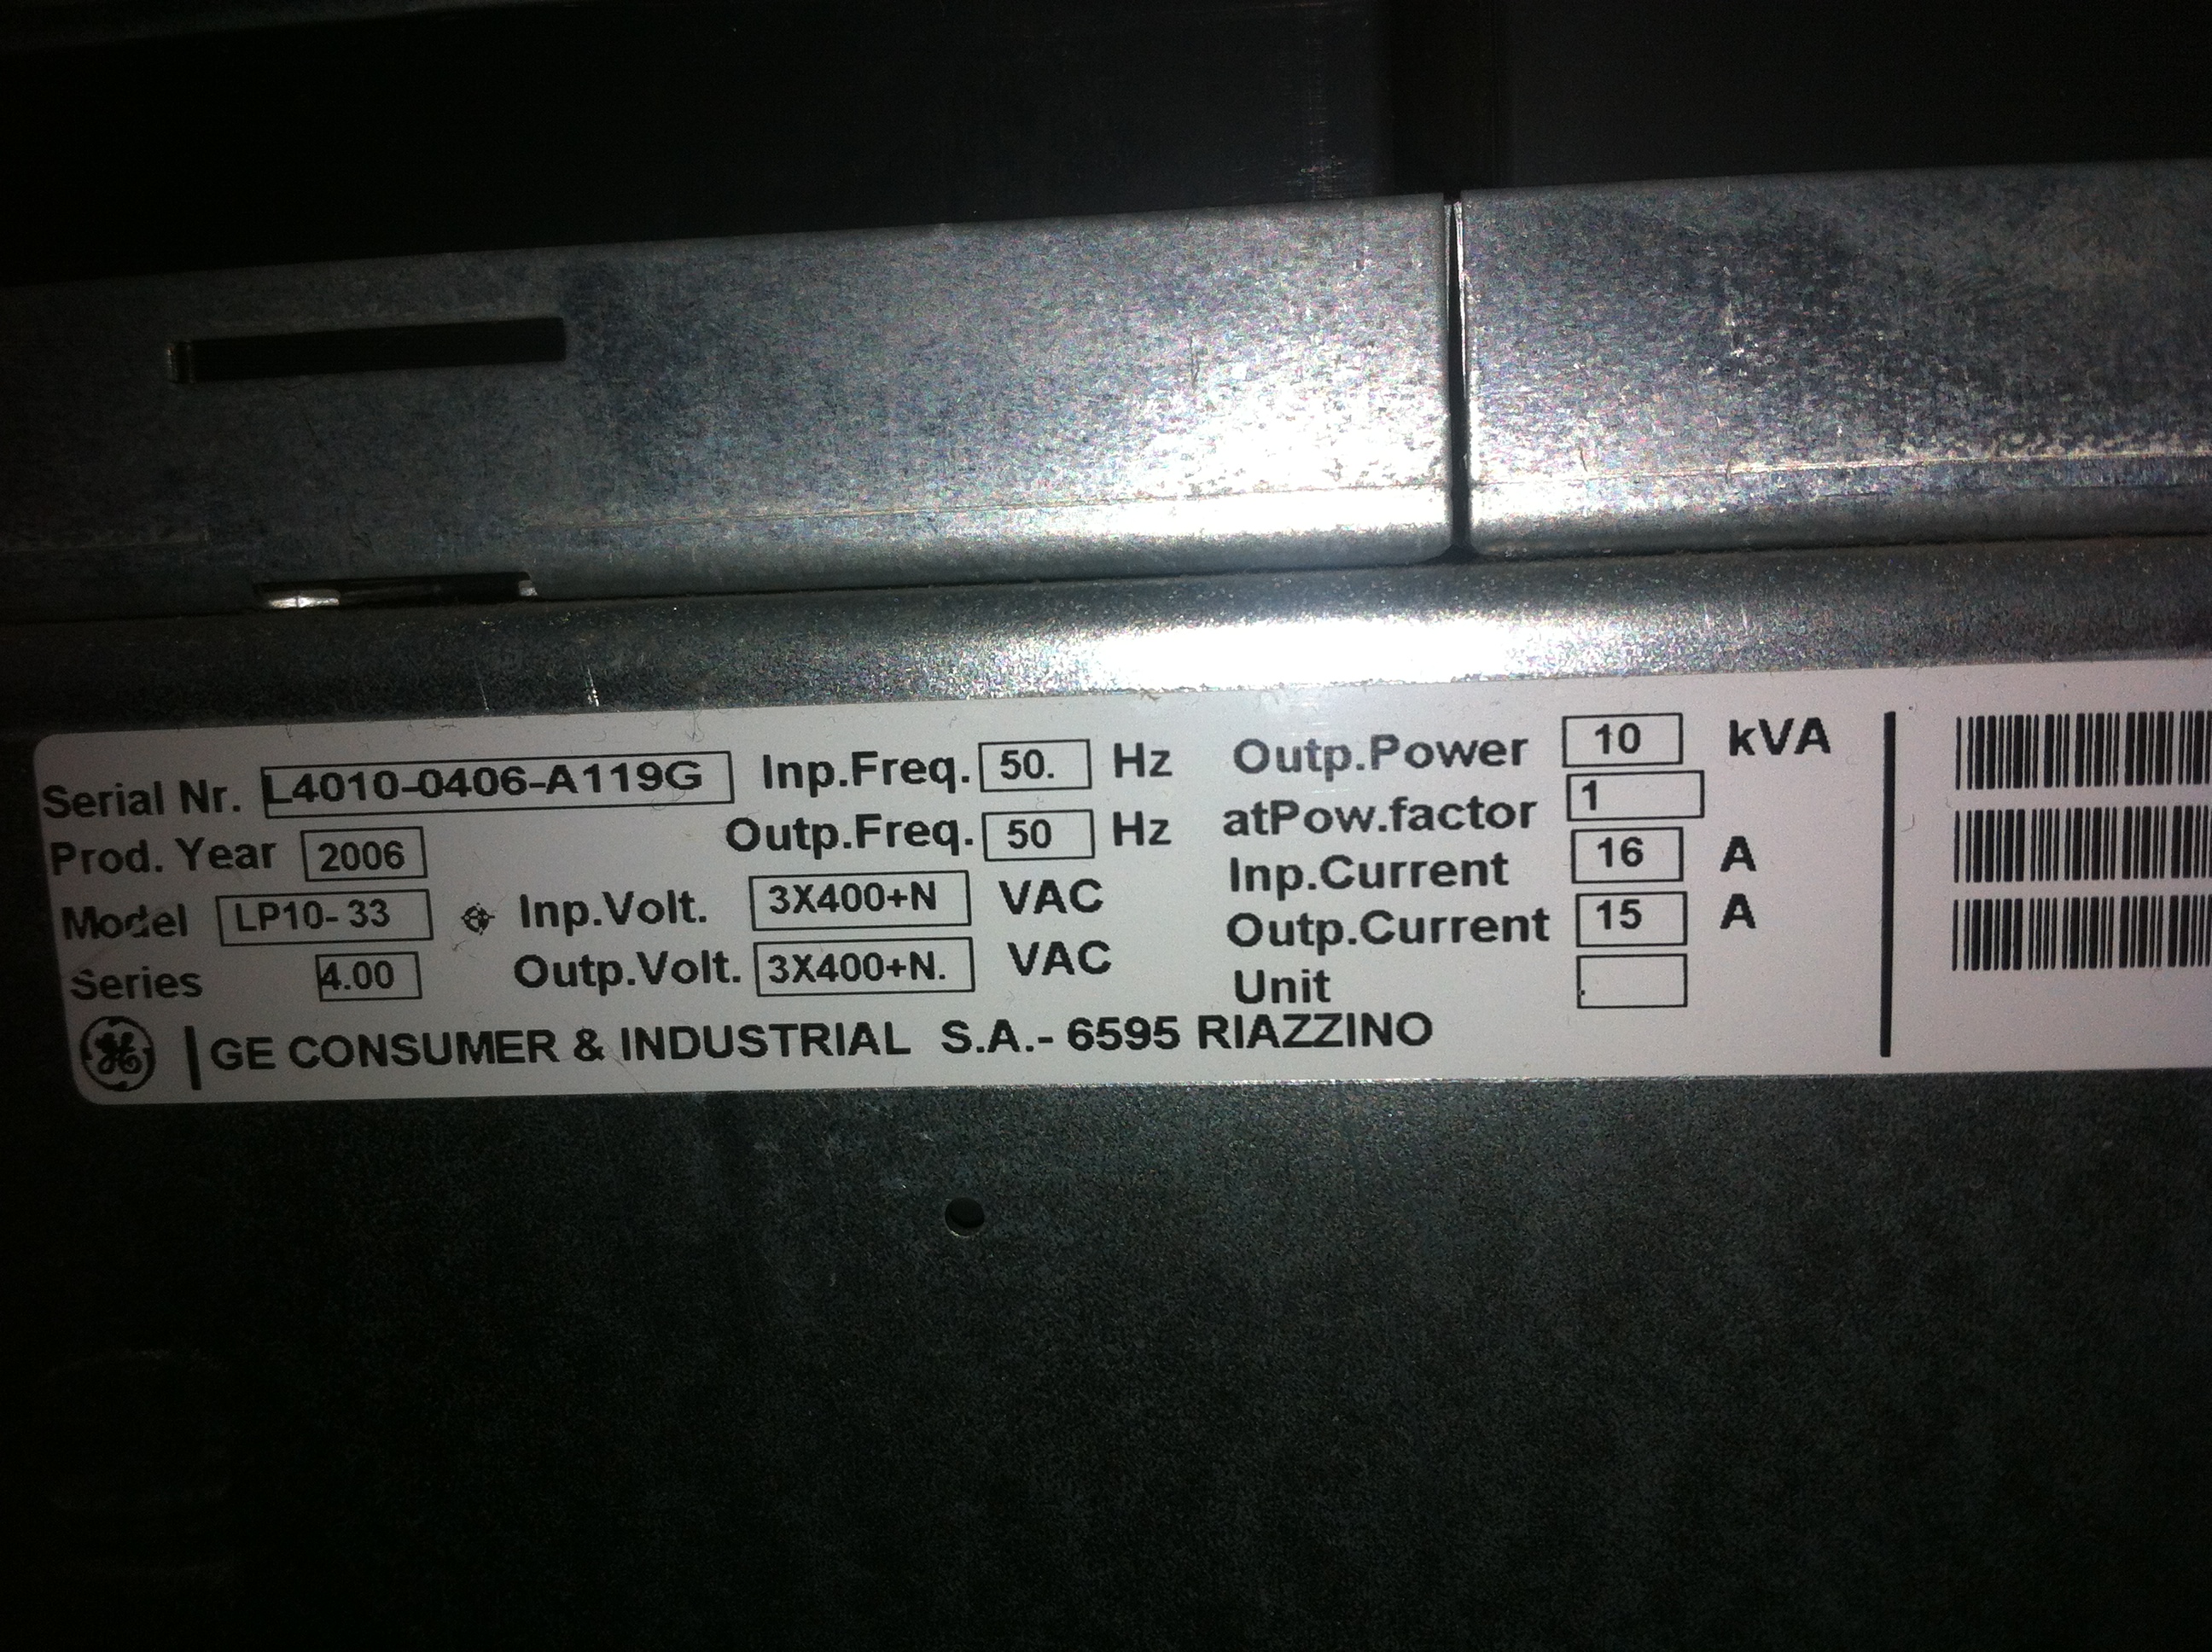 Serial Nr. L4010-0406-A119G Inp.Freq. 50. Hz Outp.Power 10 kVA
Prod. Year 2006 Outp.Freq. 50 Hz atPow.factor 1
Model LP10-33 Inp.Volt. 3X400+N VAC Inp.Current 16 A
Series 4.00 Outp.Volt. 3X400+N. VAC Outp.Current 15 A
Unit
GE GE CONSUMER & INDUSTRIAL S.A.- 6595 RIAZZINO